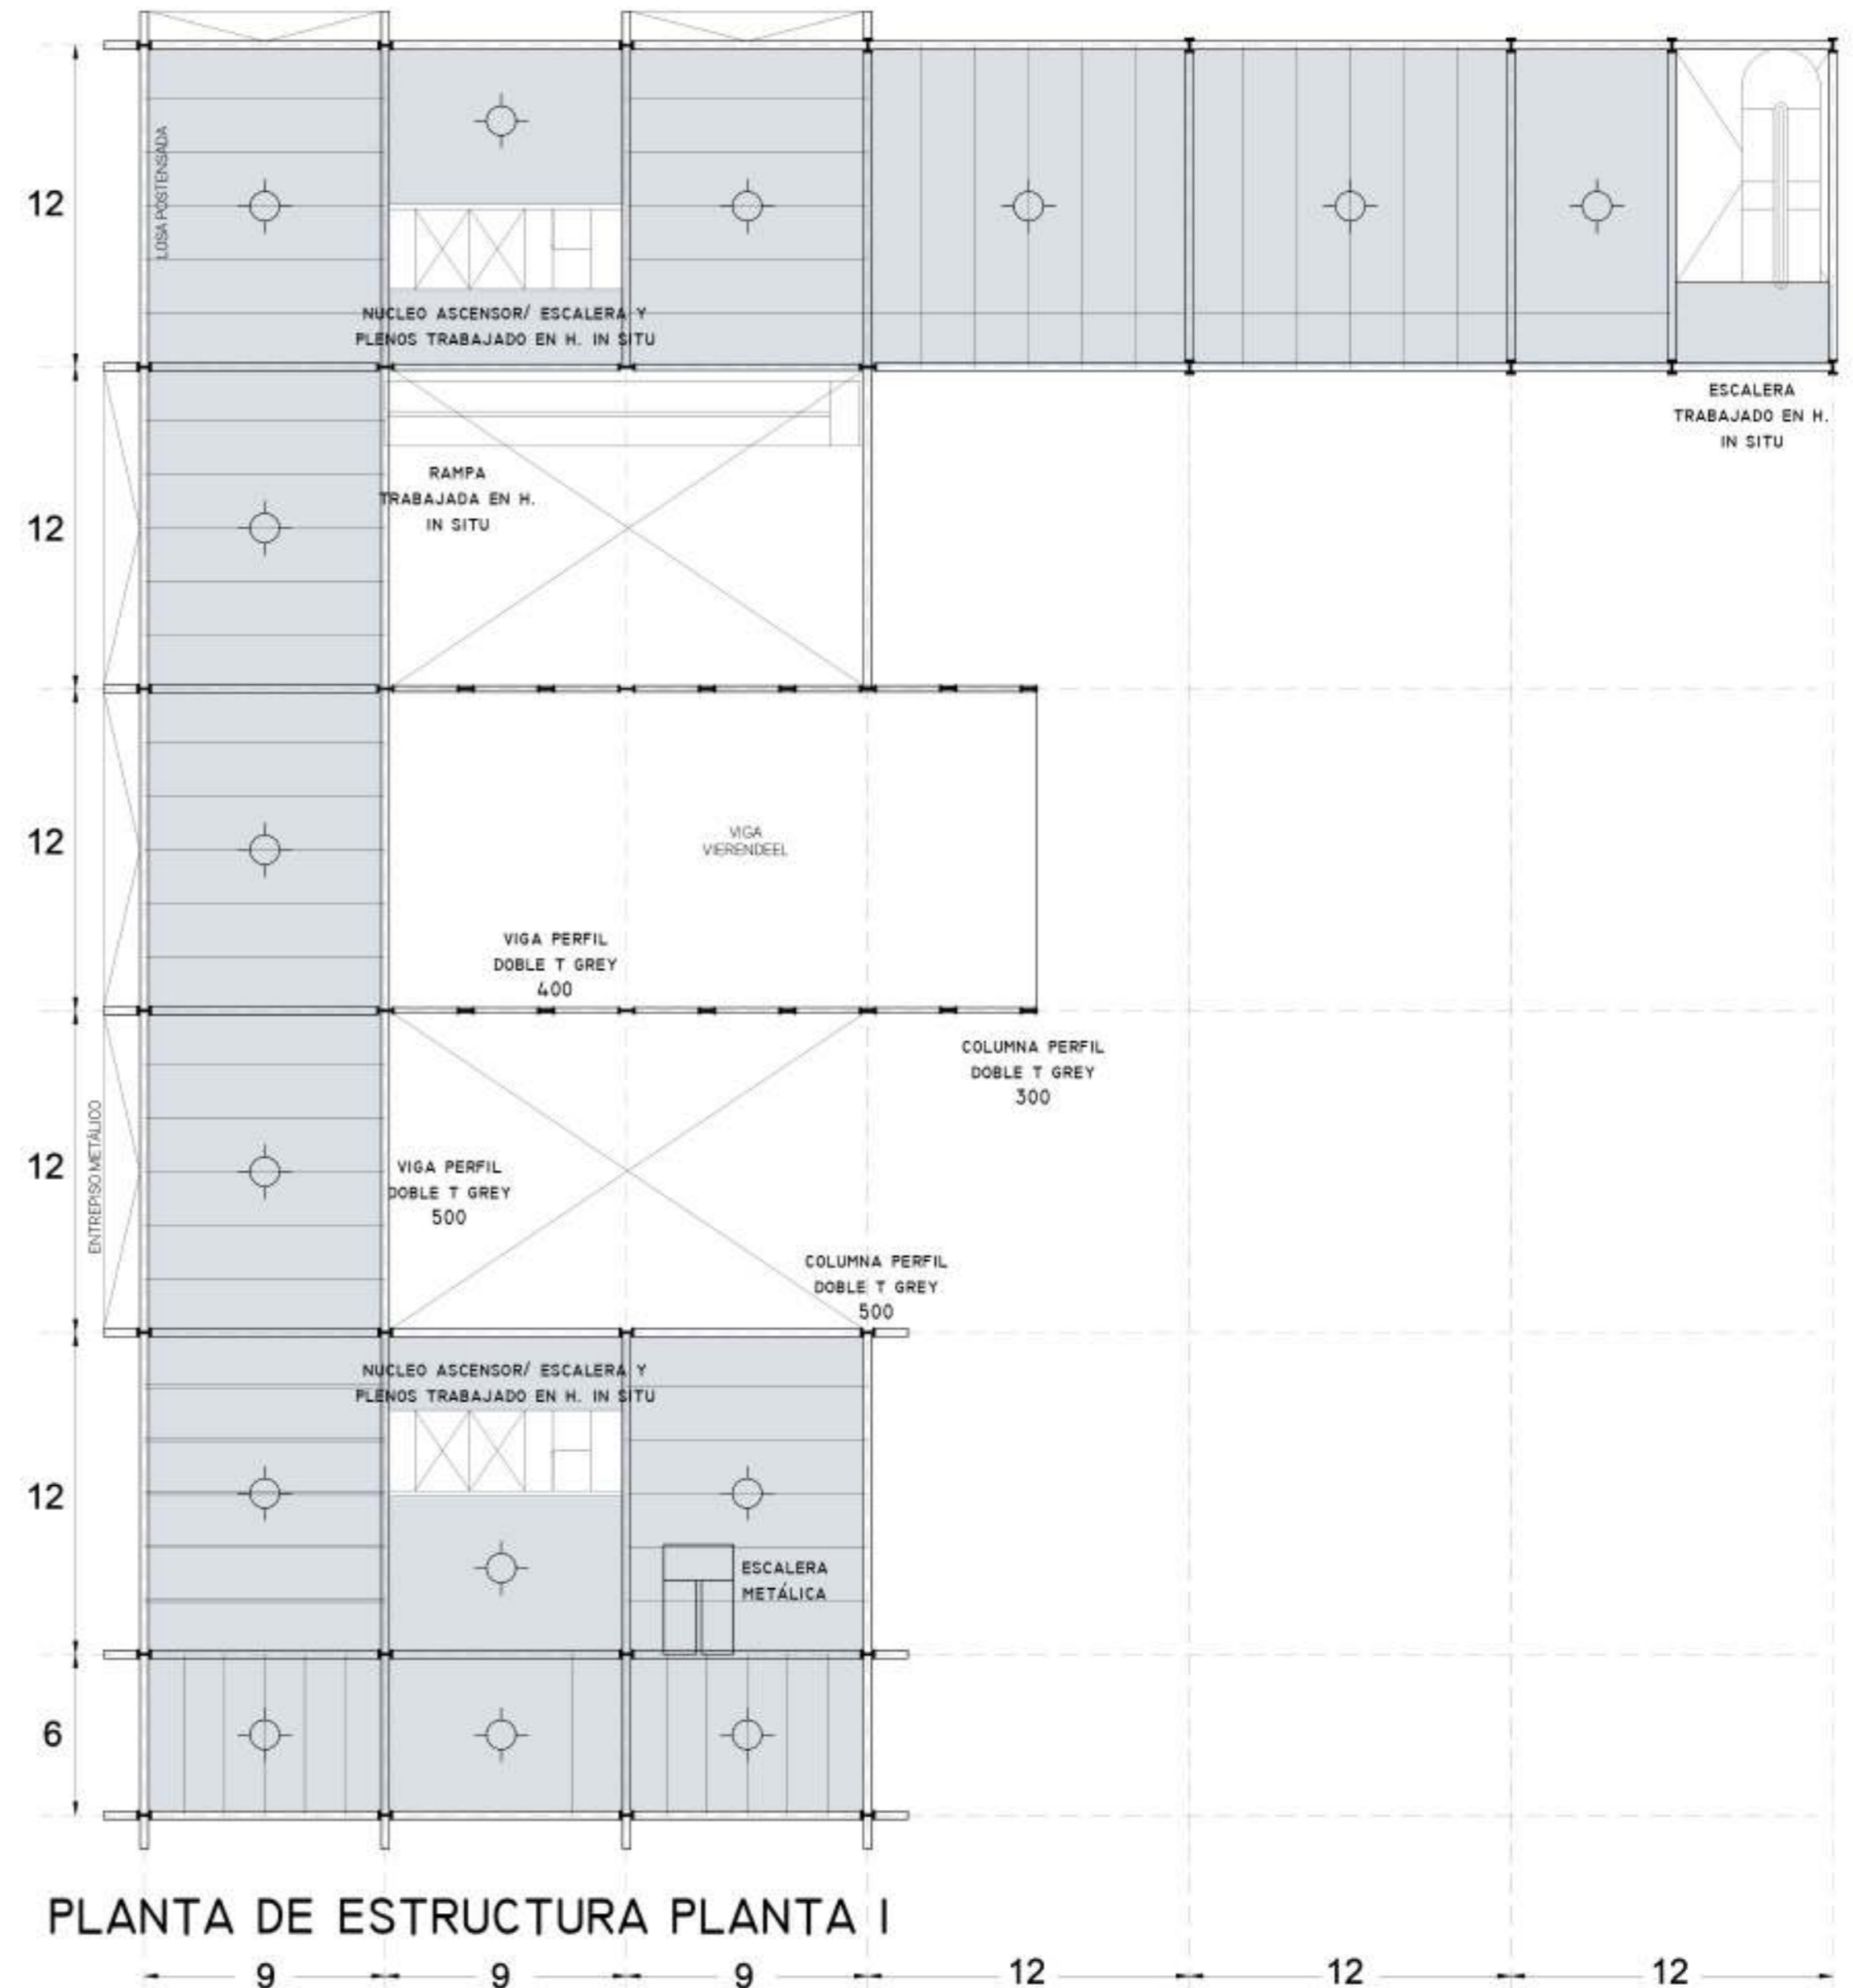 12
LOSA POSTENSADA
NUCLEO ASCENSOR/ ESCALERA Y
PLENOS TRABAJADO EN H. IN SITU
ESCALERA
TRABAJADO EN H.
IN SITU
12
RAMPA
TRABAJADA EN H.
IN SITU
12
VIGA
VIERENDEEL
VIGA PERFIL
DOBLE T GREY
400
COLUMNA PERFIL
DOBLE T GREY
300
12
ENTREPISO METÁLICO
VIGA PERFIL
DOBLE T GREY
500
COLUMNA PERFIL
DOBLE T GREY
500
12
NUCLEO ASCENSOR/ ESCALERA Y
PLENOS TRABAJADO EN H. IN SITU
ESCALERA
METÁLICA
6
PLANTA DE ESTRUCTURA PLANTA I
9 9 9 12 12 12